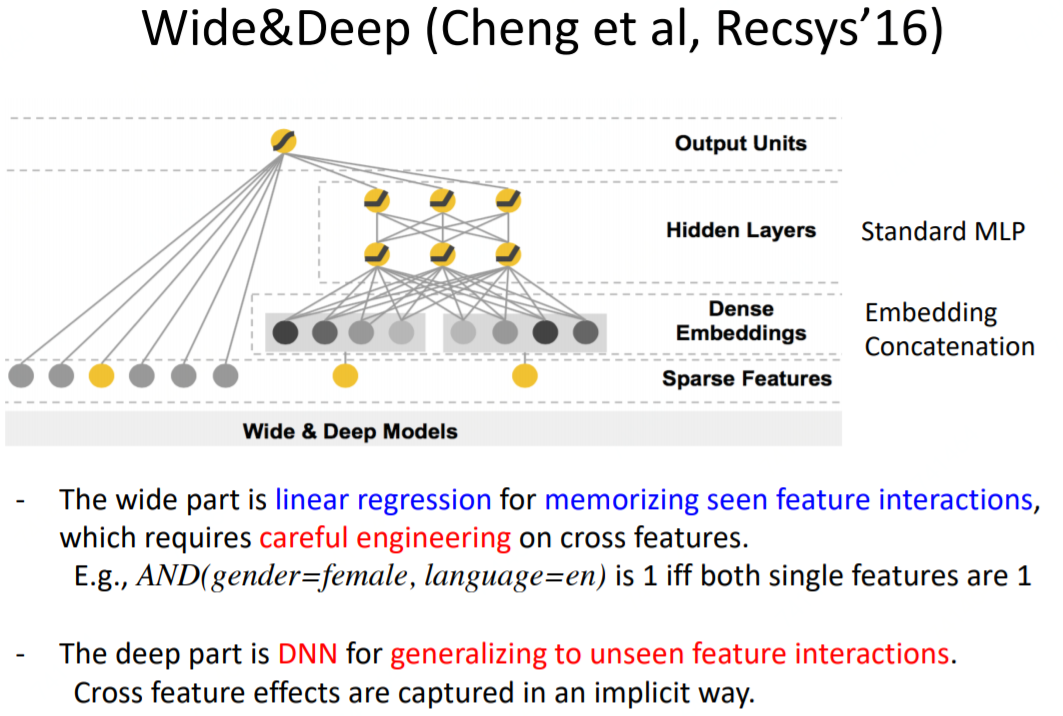 Wide&Deep (Cheng et al, Recsys’16)
Output Units
Hidden Layers
Standard MLP
Dense
Embeddings
Embedding
Concatenation
Sparse Features
Wide & Deep Models
- The wide part is linear regression for memorizing seen feature interactions,
which requires careful engineering on cross features.
E.g., AND(gender=female, language=en) is 1 iff both single features are 1
- The deep part is DNN for generalizing to unseen feature interactions.
Cross feature effects are captured in an implicit way.